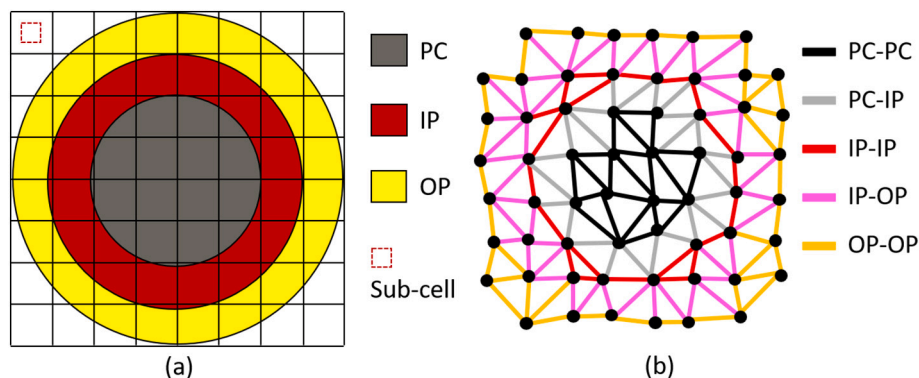 PC
IP
OP
Sub-cell
(a)
PC-PC
PC-IP
IP-IP
IP-OP
OP-OP
(b)